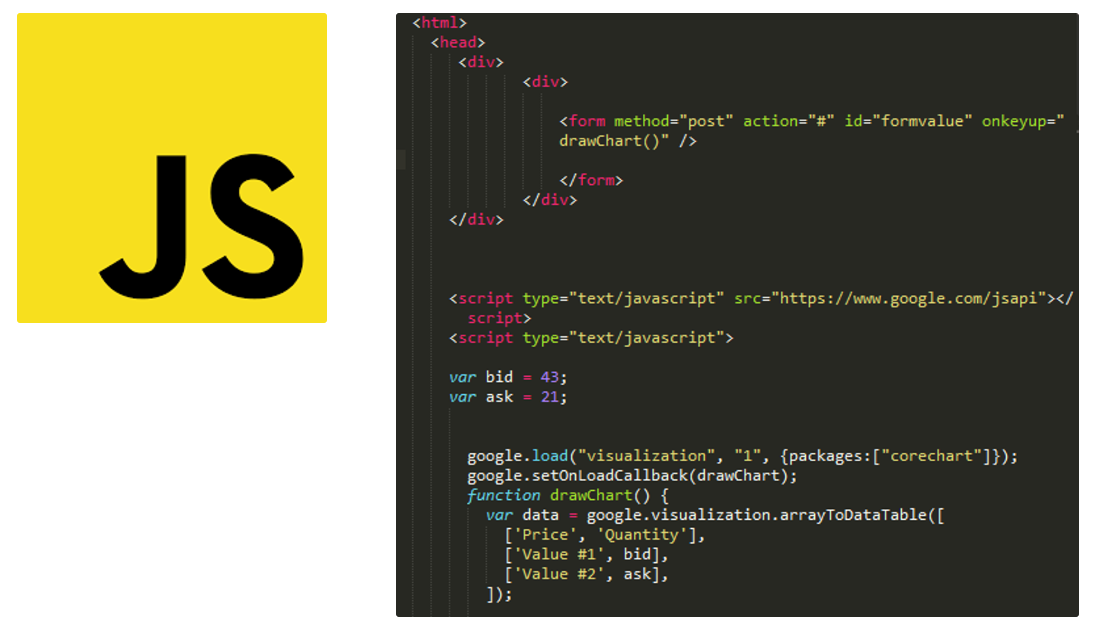 JS
<html>
<head>
<div>
<div>
<form method="post" action="#" id="formvalue" onkeyup="
drawChart()" />
</form>
</div>
</div>
<script type="text/javascript" src="https://www.google.com/jsapi"></
script>
<script type="text/javascript">
var bid = 43;
var ask = 21;
google.load("visualization", "1", {packages:["corechart"]});
google.setOnLoadCallback(drawChart);
function drawChart() {
var data = google.visualization.arrayToDataTable([
['Price', 'Quantity'],
['Value #1', bid],
['Value #2', ask],
]);